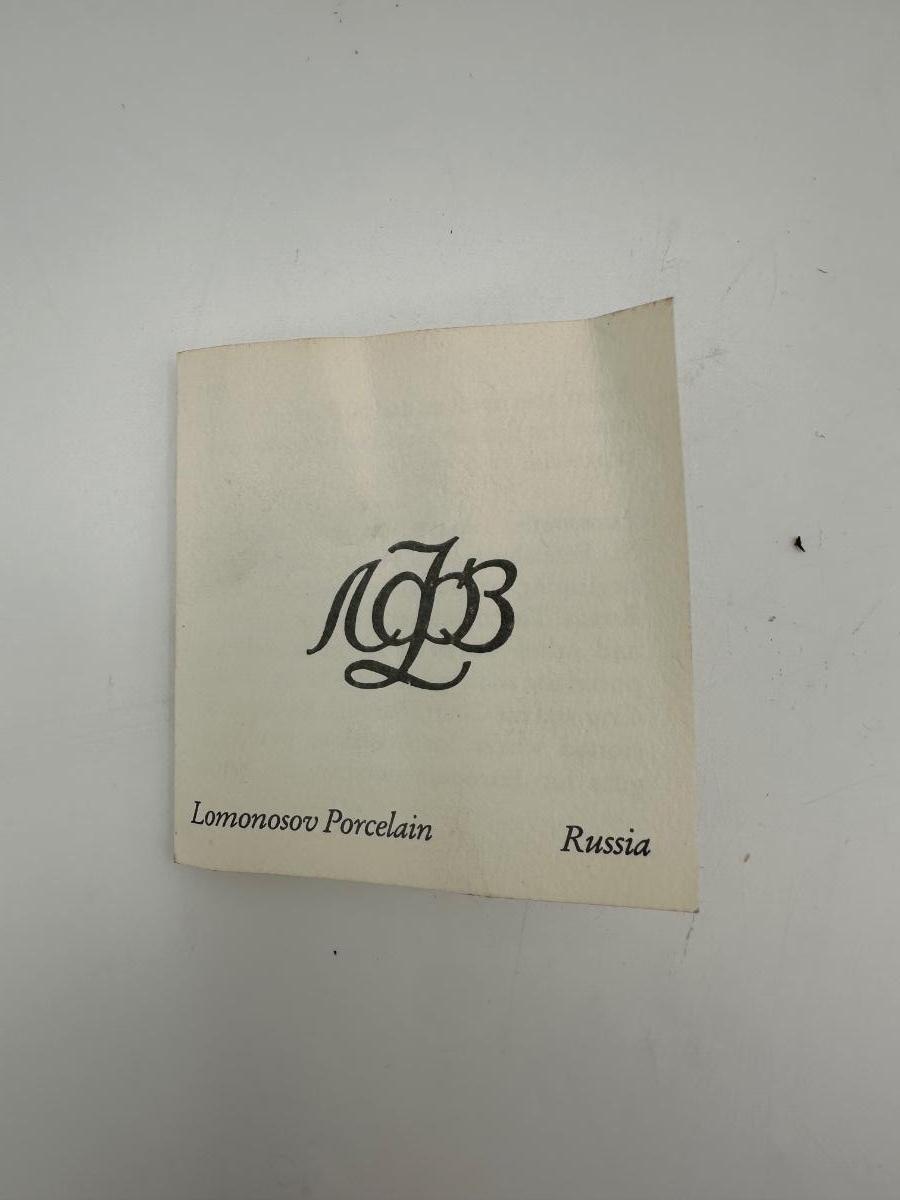 ЛФЗ
Lomonosov Porcelain
Russia